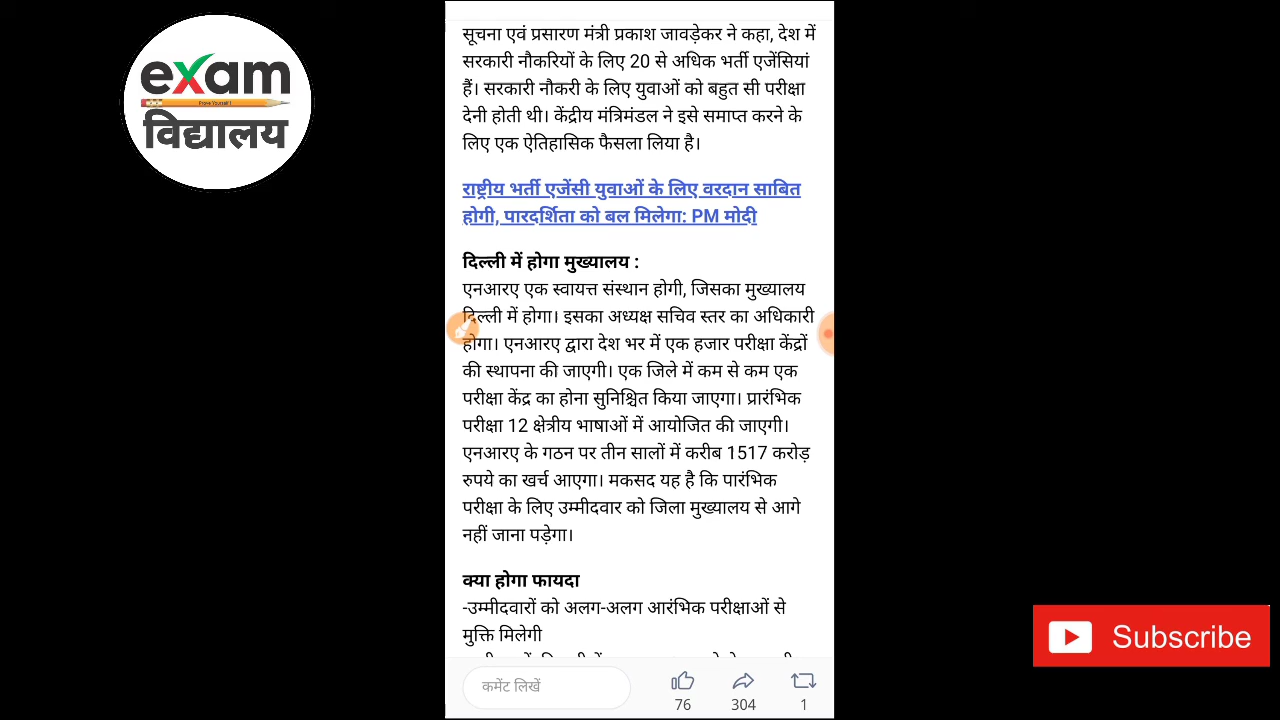 exam
Prove Yourself !
विद्यालय
सूचना एवं प्रसारण मंत्री प्रकाश जावड़ेकर ने कहा, देश में
सरकारी नौकरियों के लिए 20 से अधिक भर्ती एजेंसियां
हैं। सरकारी नौकरी के लिए युवाओं को बहुत सी परीक्षा
देनी होती थी। केंद्रीय मंत्रिमंडल ने इसे समाप्त करने के
लिए एक ऐतिहासिक फैसला लिया है।
राष्ट्रीय भर्ती एजेंसी युवाओं के लिए वरदान साबित
होगी, पारदर्शिता को बल मिलेगा: PM मोदी
दिल्ली में होगा मुख्यालय :
एनआरए एक स्वायत्त संस्थान होगी, जिसका मुख्यालय
दिल्ली में होगा। इसका अध्यक्ष सचिव स्तर का अधिकारी
होगा। एनआरए द्वारा देश भर में एक हजार परीक्षा केंद्रों
की स्थापना की जाएगी। एक जिले में कम से कम एक
परीक्षा केंद्र का होना सुनिश्चित किया जाएगा। प्रारंभिक
परीक्षा 12 क्षेत्रीय भाषाओं में आयोजित की जाएगी।
एनआरए के गठन पर तीन सालों में करीब 1517 करोड़
रुपये का खर्च आएगा। मकसद यह है कि पारंभिक
परीक्षा के लिए उम्मीदवार को जिला मुख्यालय से आगे
नहीं जाना पड़ेगा।
क्या होगा फायदा
-उम्मीदवारों को अलग-अलग आरंभिक परीक्षाओं से
मुक्ति मिलेगी
कमेंट लिखें
76
304
1
Subscribe